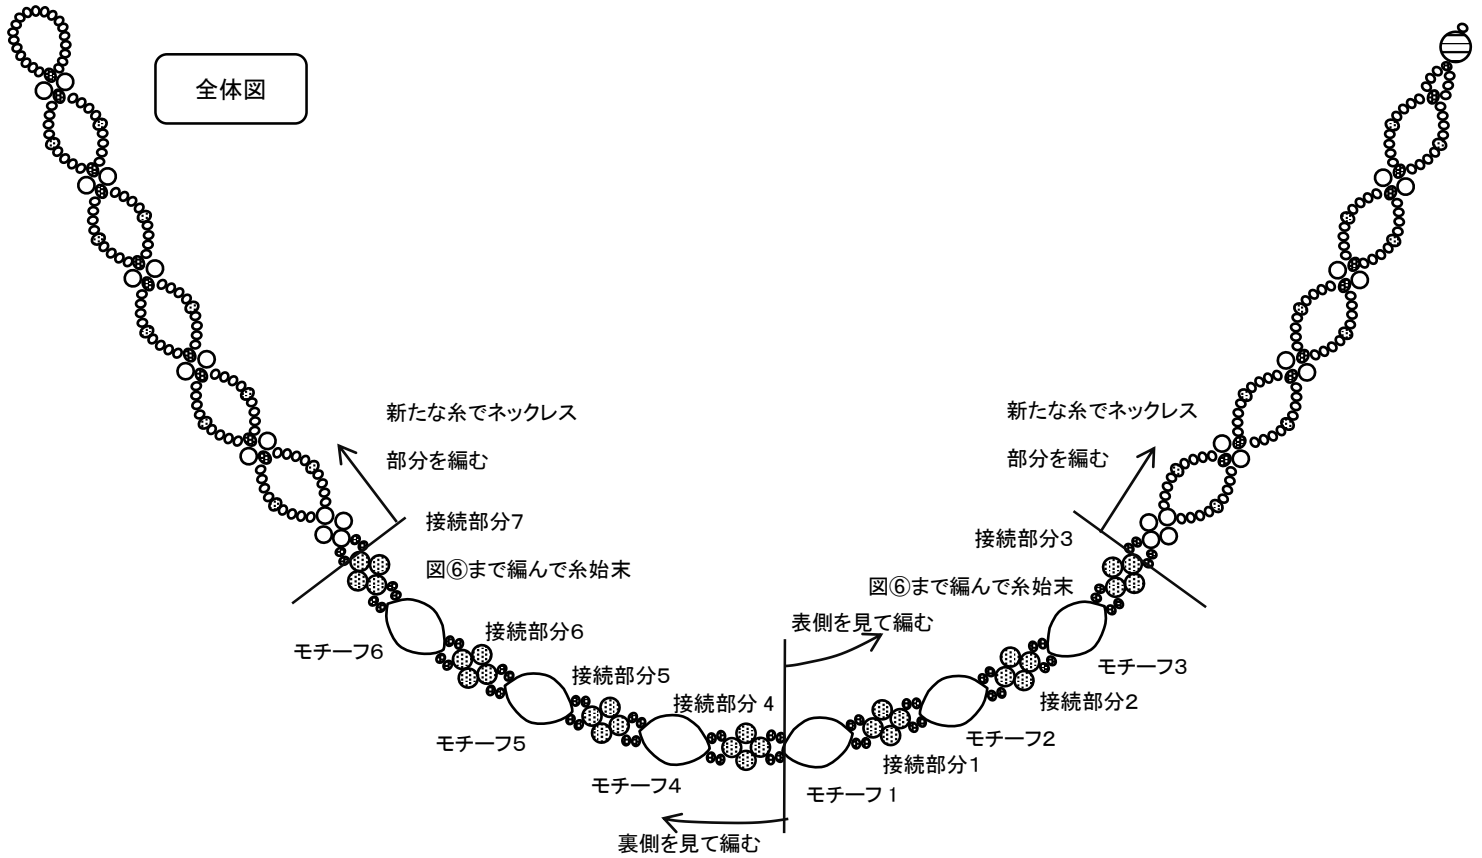 全体図
新たな糸でネックレス
部分を編む
接続部分7
図⑥まで編んで糸始末
新たな糸でネックレス
部分を編む
接続部分3
図⑥まで編んで糸始末
表側を見て編む
モチーフ6
接続部分6
接続部分5
接続部分4
モチーフ5
モチーフ4
モチーフ1
接続部分1
モチーフ2
接続部分2
モチーフ3
裏側を見て編む